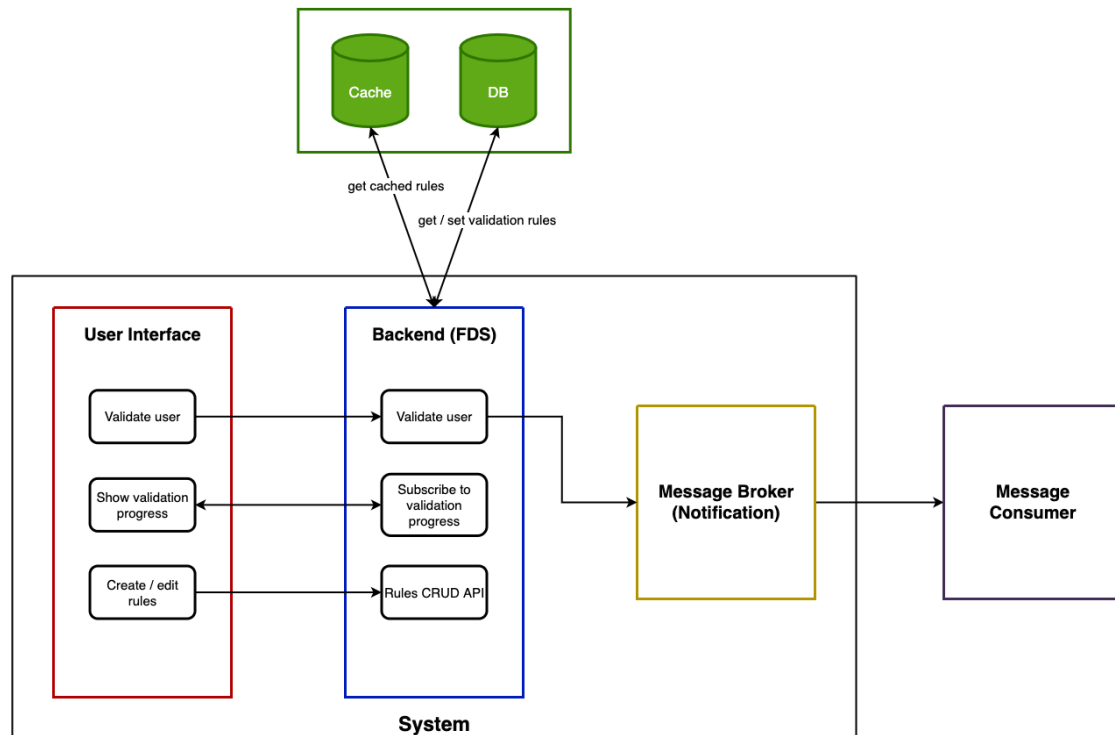 Cache
DB
get cached rules
get / set validation rules
User Interface
Backend (FDS)
Validate user
Validate user
Show validation
progress
Subscribe to
validation
progress
Create / edit
rules
Rules CRUD API
Message Broker
(Notification)
Message
Consumer
System